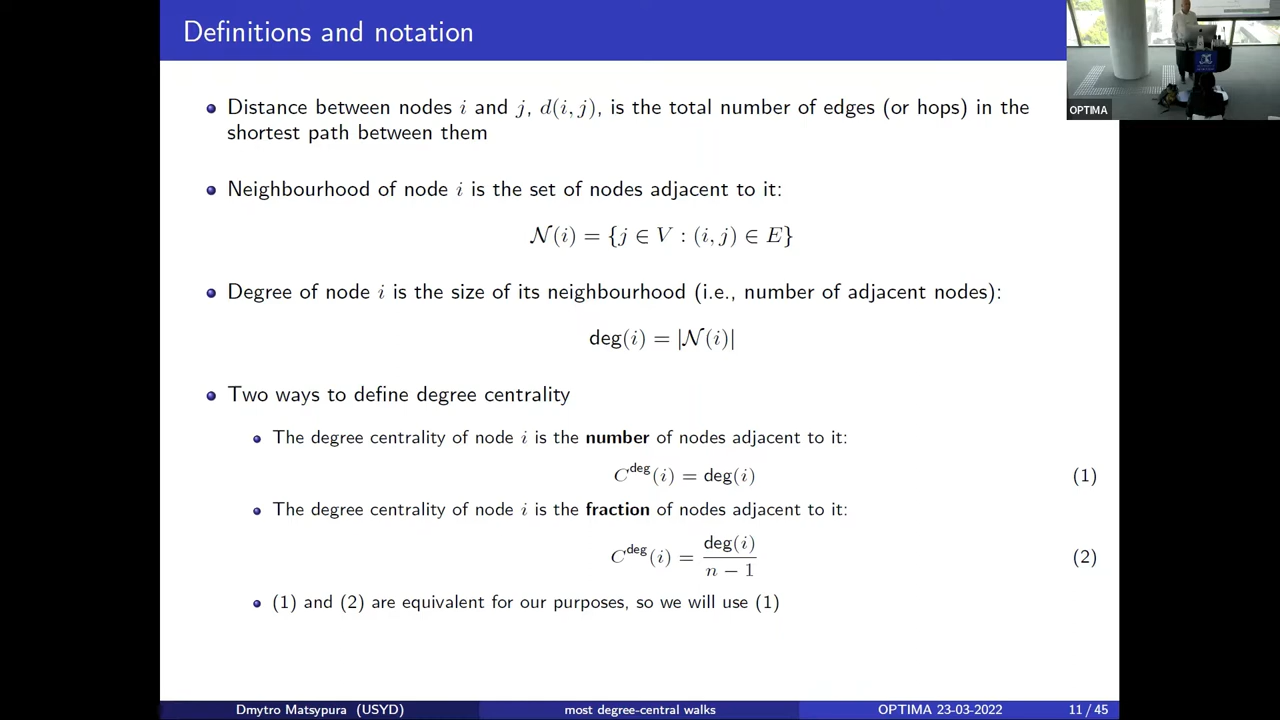 Definitions and notation
Distance between nodes i and j, d(i, j), is the total number of edges (or hops) in the
shortest path between them
Neighbourhood of node i is the set of nodes adjacent to it:
𝒩(i) = {j ∈ V : (i, j) ∈ E}
Degree of node i is the size of its neighbourhood (i.e., number of adjacent nodes):
deg(i) = |𝒩(i)|
Two ways to define degree centrality
The degree centrality of node i is the number of nodes adjacent to it:
C^deg(i) = deg(i) (1)
The degree centrality of node i is the fraction of nodes adjacent to it:
C^deg(i) = deg(i) / n − 1 (2)
(1) and (2) are equivalent for our purposes, so we will use (1)
Dmytro Matsypura (USYD) most degree-central walks OPTIMA 23-03-2022 11 / 45
OPTIMA